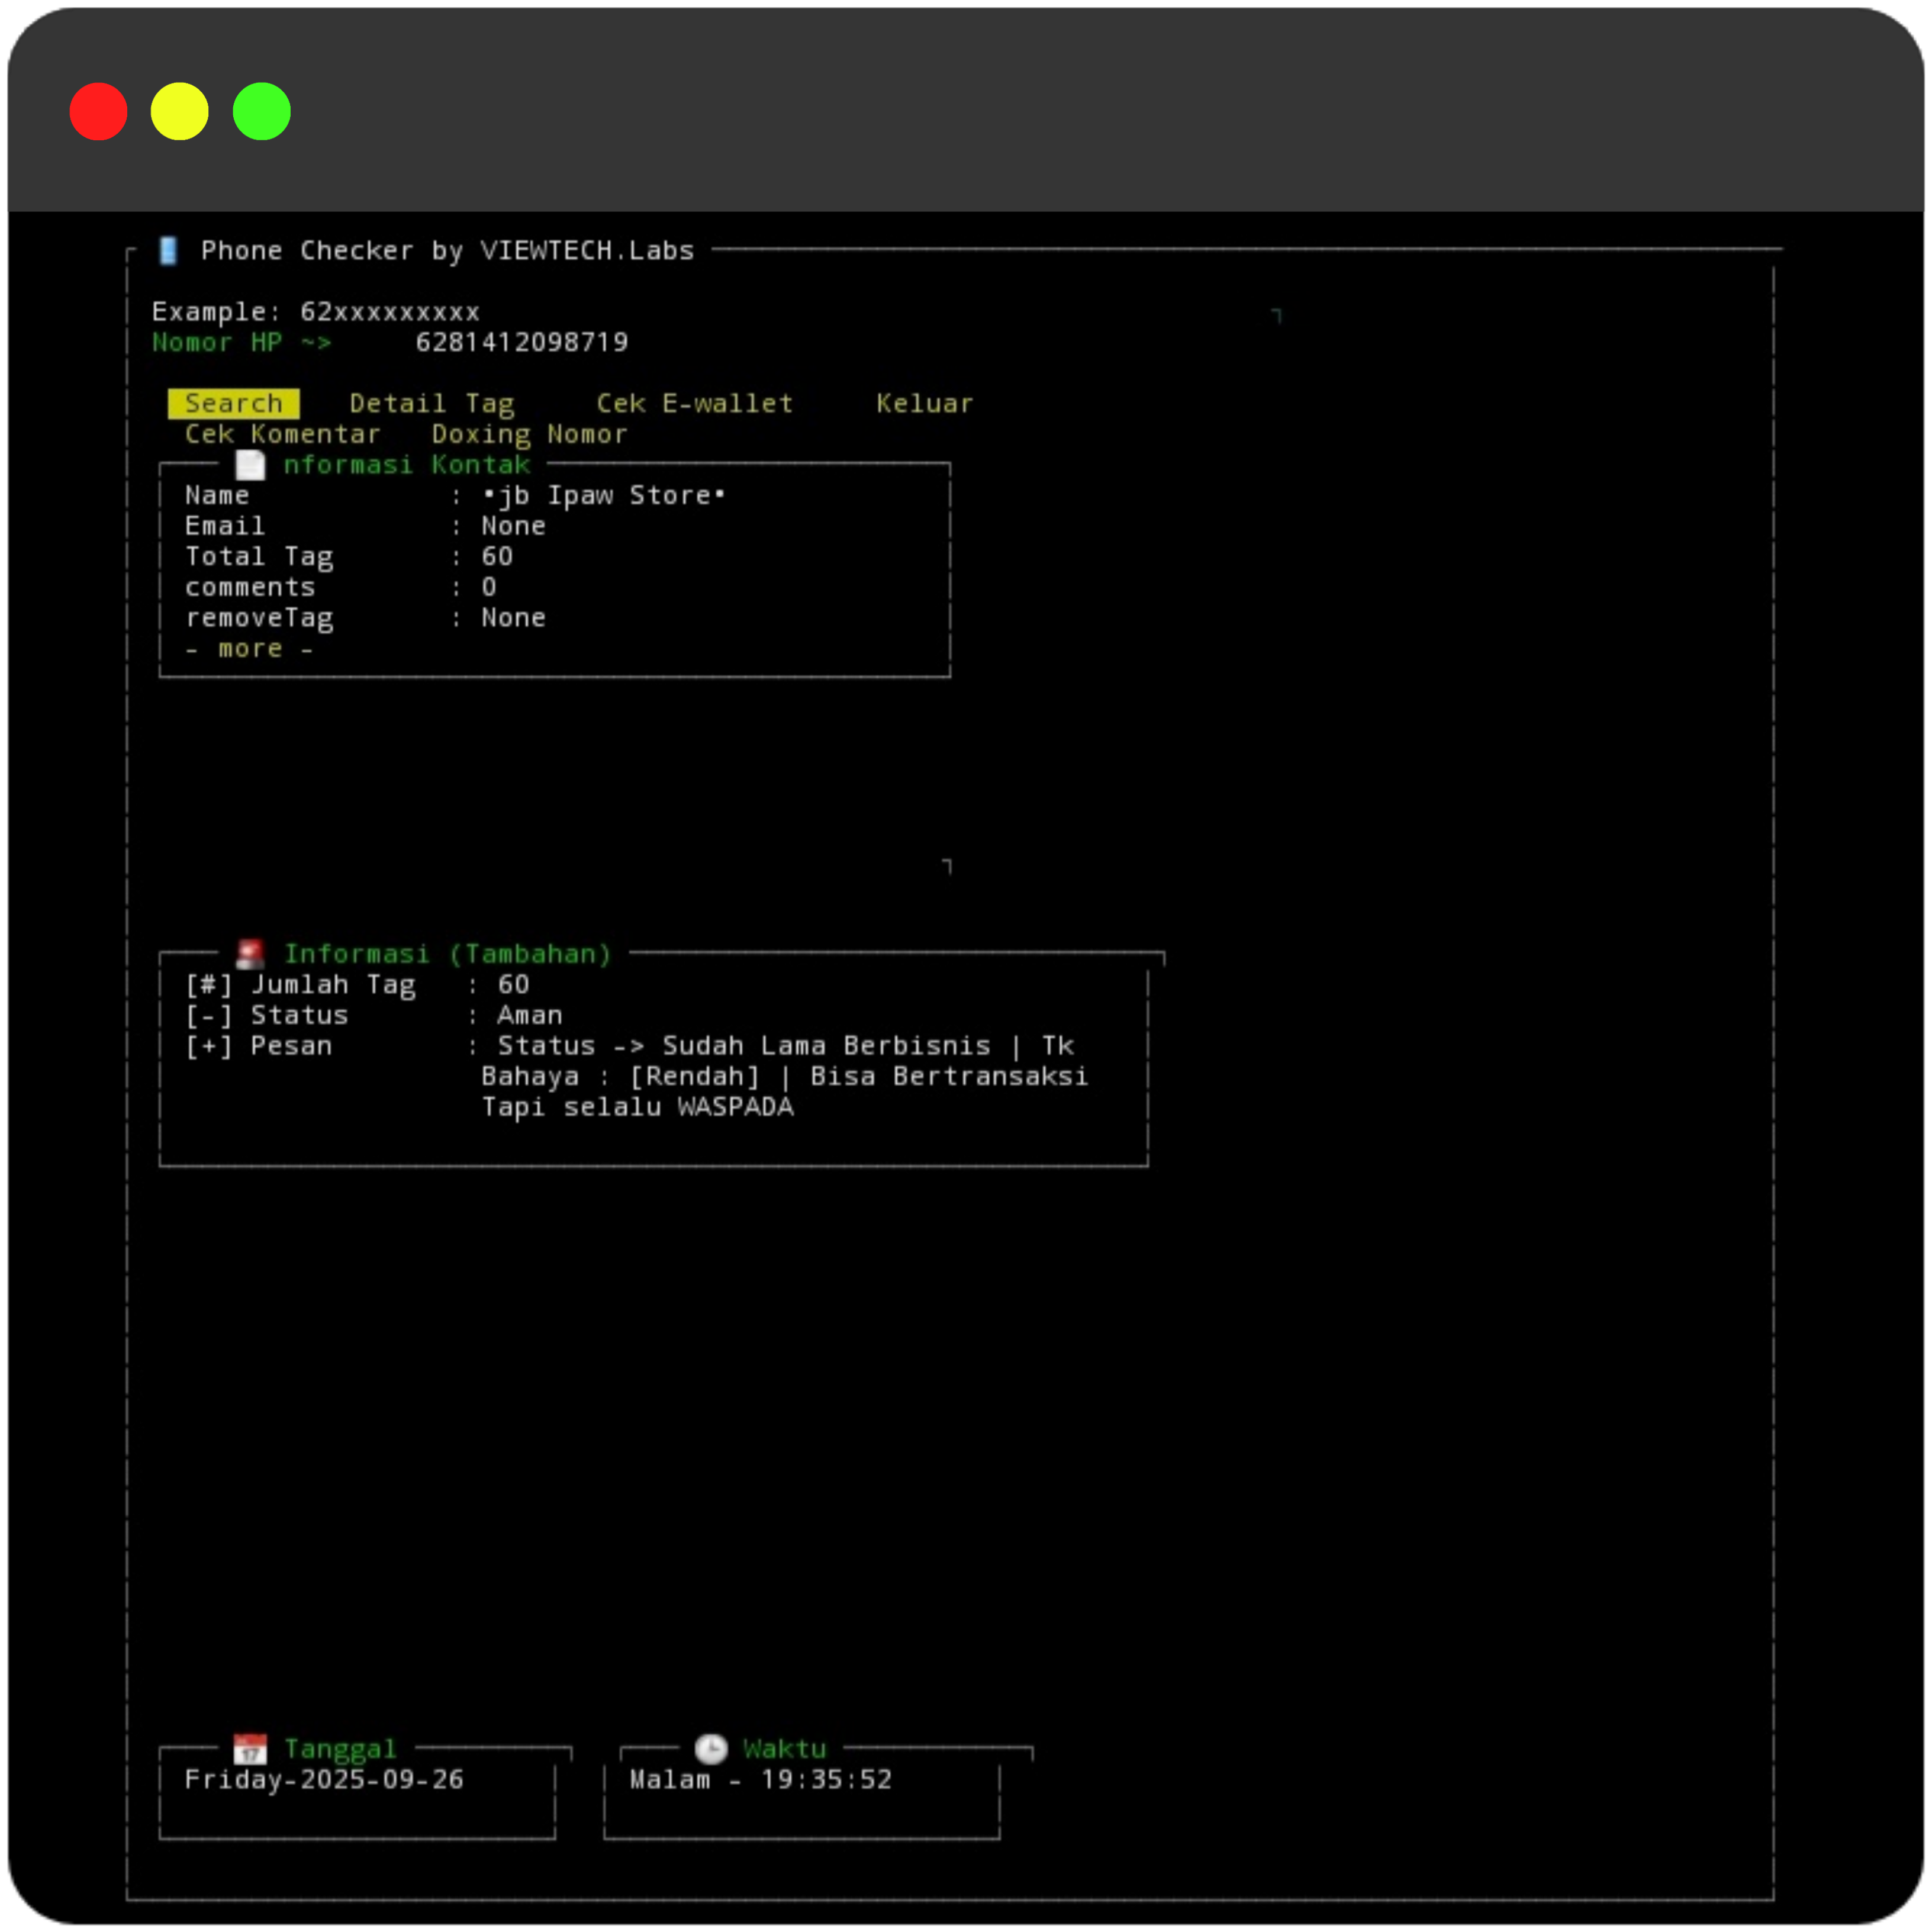 Phone Checker by VIEWTECH.Labs
Example: 62xxxxxxxxx
Nomor HP ~> 6281412098719
Search Detail Tag Cek E-wallet Keluar
Cek Komentar Doxing Nomor
nformasi Kontak
Name : •jb Ipaw Store•
Email : None
Total Tag : 60
comments : 0
removeTag : None
- more -
Informasi (Tambahan)
[#] Jumlah Tag : 60
[-] Status : Aman
[+] Pesan : Status -> Sudah Lama Berbisnis | Tk
Bahaya : [Rendah] | Bisa Bertransaksi
Tapi selalu WASPADA
17 Tanggal 
Friday-2025-09-26
Waktu
Malam - 19:35:52